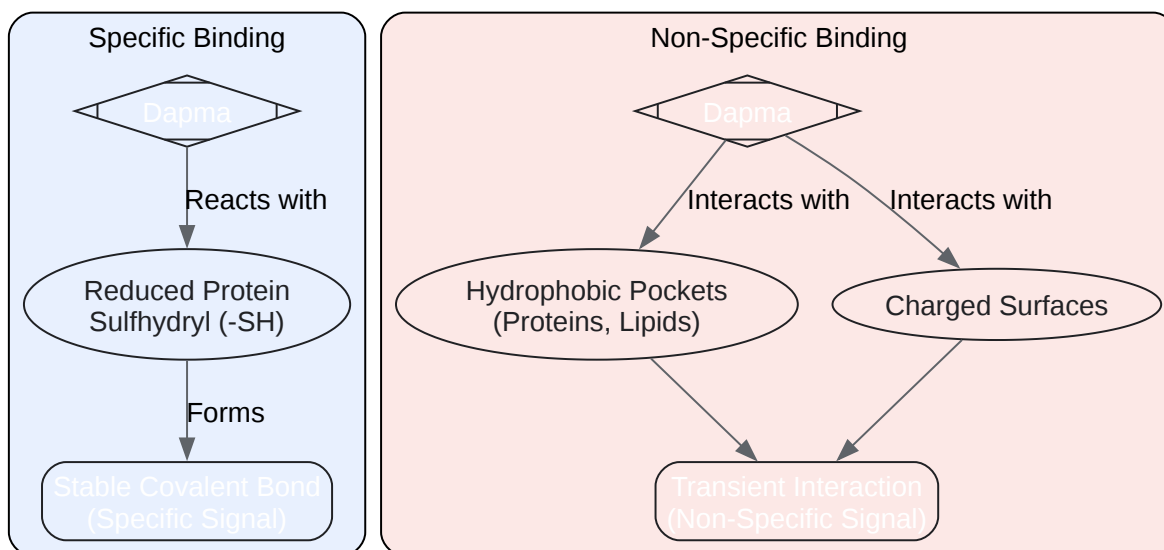 Specific Binding
Dapma
Reacts with
Reduced Protein
Sulfhydryl (-SH)
Forms
Stable Covalent Bond
(Specific Signal)
Non-Specific Binding
Dapma
Interacts with
Interacts with
Hydrophobic Pockets
(Proteins, Lipids)
Charged Surfaces
Transient Interaction
(Non-Specific Signal)